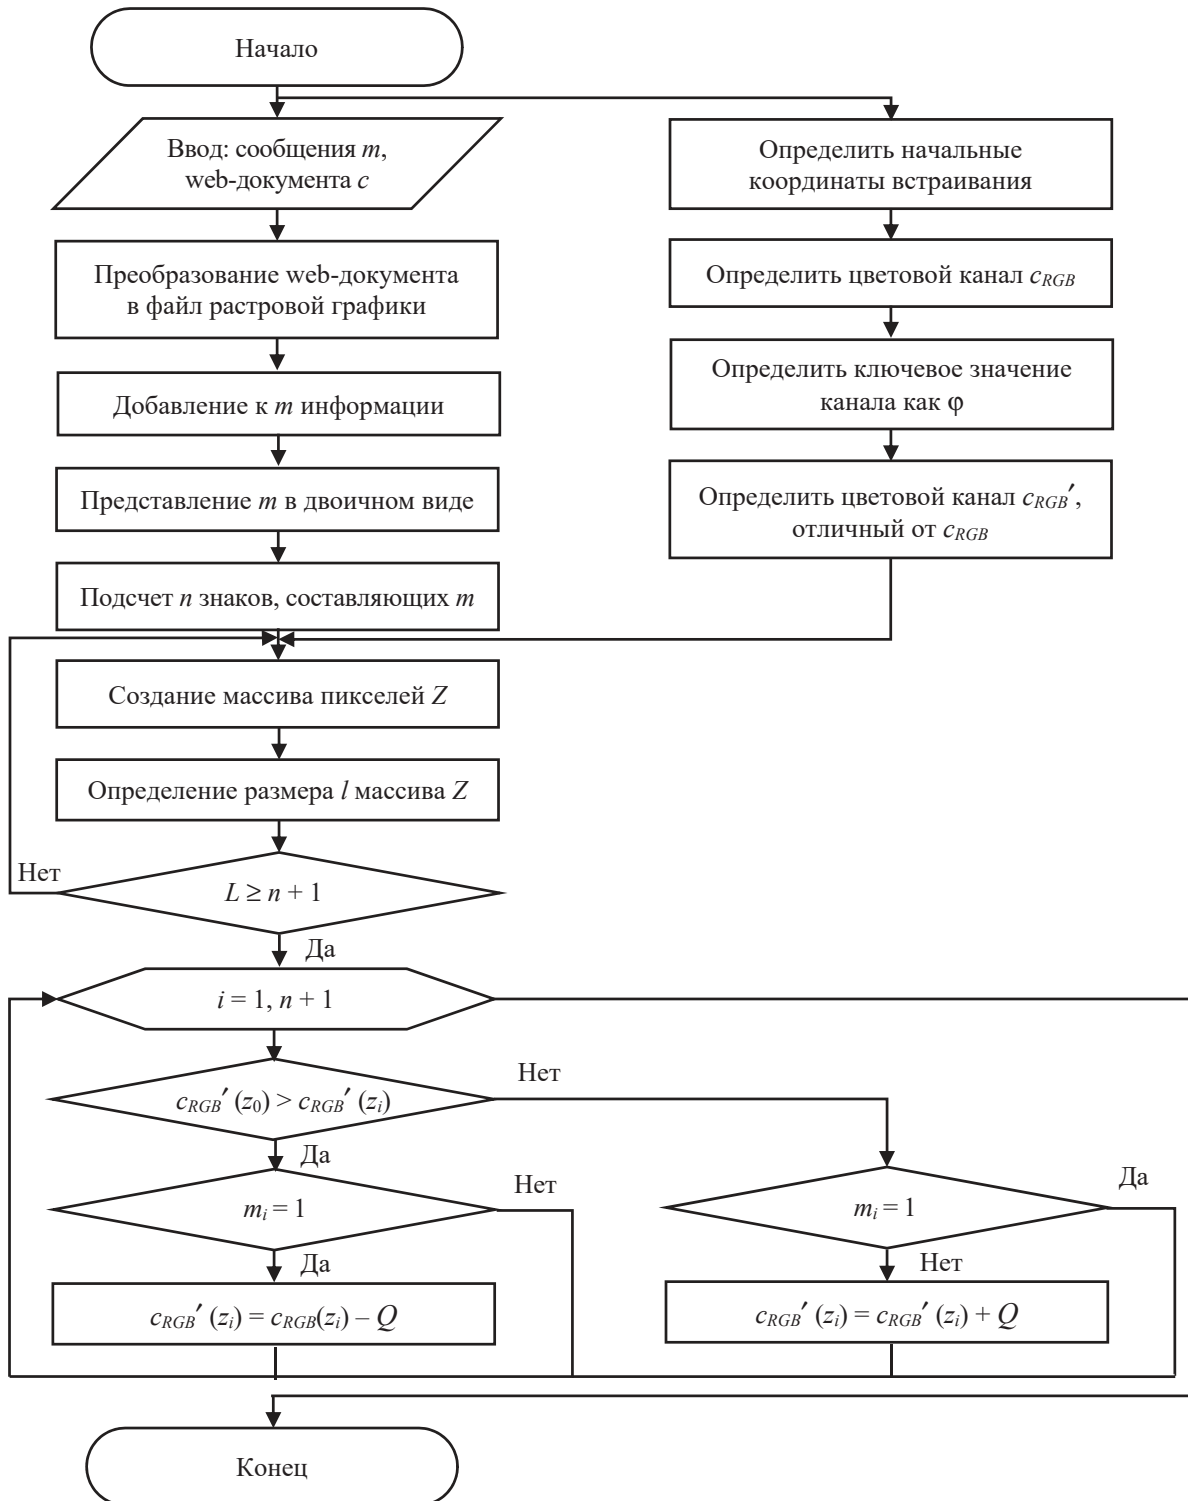 Начало
Ввод: сообщения m,
web-документа c
Преобразование web-документа
в файл растровой графики
Добавление к m информации
Представление m в двоичном виде
Подсчет n знаков, составляющих m
Определить начальные
координаты встраивания
Определить цветовой канал cRGB
Определить ключевое значение
канала как φ
Определить цветовой канал cRGB′,
отличный от cRGB
Создание массива пикселей Z
Определение размера l массива Z
Нет
L ≥ n + 1
Да
i = 1, n + 1
cRGB′ (z0) > cRGB′ (zi)
Нет
Да
mi = 1
Нет
Да
cRGB′ (zi) = cRGB(zi) – Q
mi = 1
Да
Нет
cRGB′ (zi) = cRGB′ (zi) + Q
Конец